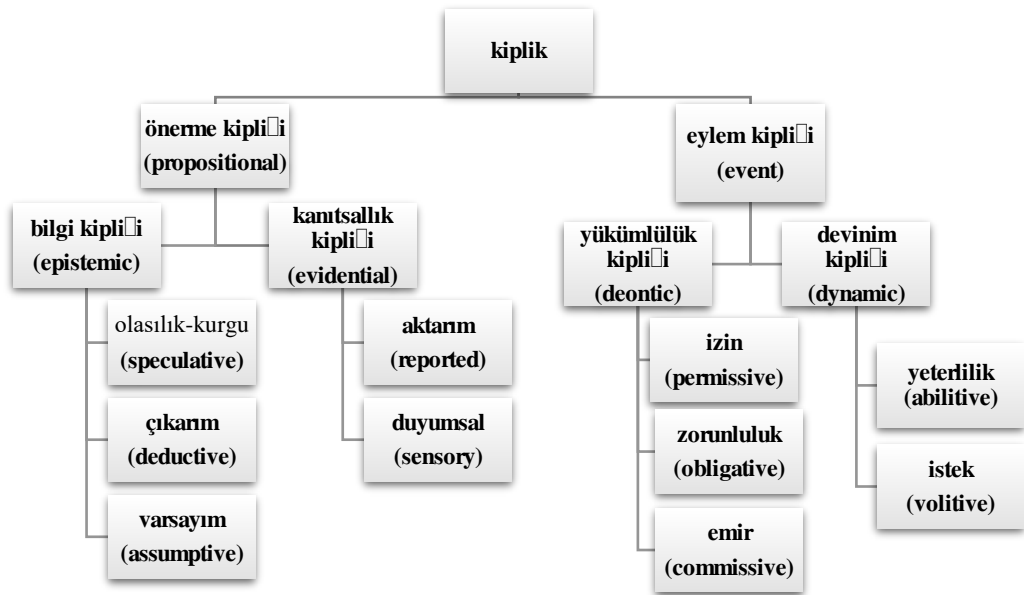 kiplik
önerme kipli□i
(propositional)
eylem kipli□i
(event)
bilgi kipli□i
(epistemic)
kanıtsallık
kipli□i
(evidential)
yükümlülük
kipli□i
(deontic)
devinim
kipli□i
(dynamic)
olasılık-kurgu
(speculative)
çıkarım
(deductive)
varsayım
(assumptive)
aktarım
(reported)
duyumsal
(sensory)
izin
(permissive)
zorunluluk
(obligative)
emir
(commissive)
yeterlilik
(abilitive)
istek
(volitive)